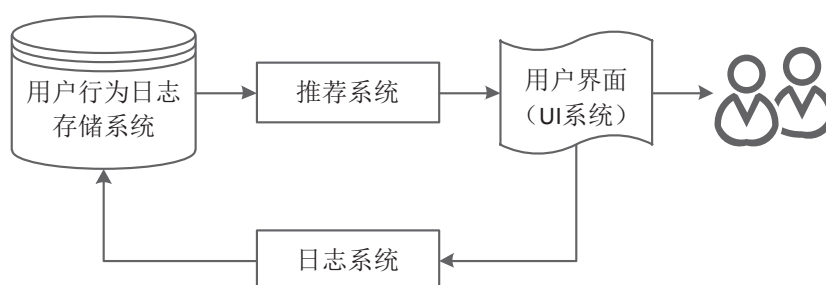 用户行为日志
存储系统
推荐系统
用户界面
（UI系统）
日志系统